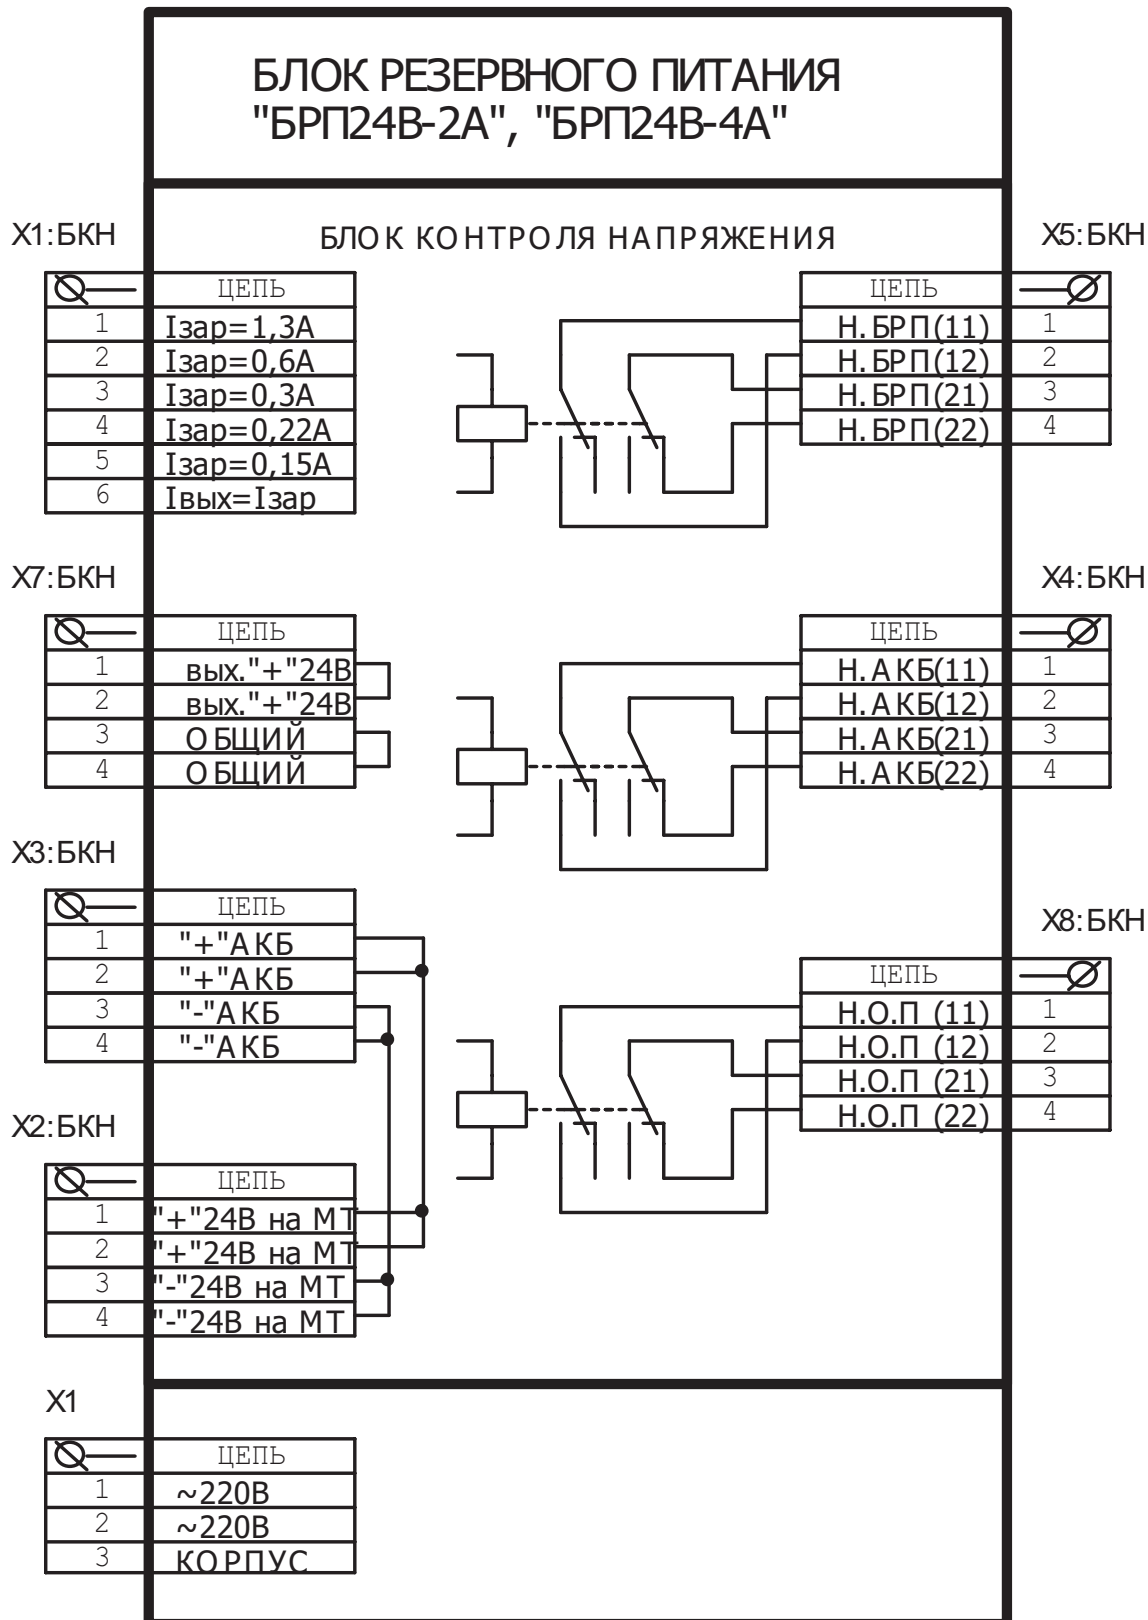 БЛОК РЕЗЕРВНОГО ПИТАНИЯ
"БРП24В-2А", "БРП24В-4А"
БЛОК КОНТРОЛЯ НАПРЯЖЕНИЯ
X1:БКН
ЦЕПЬ
1 Iзар=1,3А
2 Iзар=0,6А
3 Iзар=0,3А
4 Iзар=0,22А
5 Iзар=0,15А
6 Iвых=Iзар
X5:БКН
ЦЕПЬ
Н.БРП(11) 1
Н.БРП(12) 2
Н.БРП(21) 3
Н.БРП(22) 4
X7:БКН
ЦЕПЬ
1 вых."+"24В
2 вых."+"24В
3 ОБЩИЙ
4 ОБЩИЙ
X4:БКН
ЦЕПЬ
Н.АКБ(11) 1
Н.АКБ(12) 2
Н.АКБ(21) 3
Н.АКБ(22) 4
X3:БКН
ЦЕПЬ
1 "+"АКБ
2 "+"АКБ
3 "-"АКБ
4 "-"АКБ
X8:БКН
ЦЕПЬ
Н.О.П (11) 1
Н.О.П (12) 2
Н.О.П (21) 3
Н.О.П (22) 4
X2:БКН
ЦЕПЬ
1 "+"24В на МТ
2 "+"24В на МТ
3 "-"24В на МТ
4 "-"24В на МТ
X1
ЦЕПЬ
1 ~220В
2 ~220В
3 КОРПУС